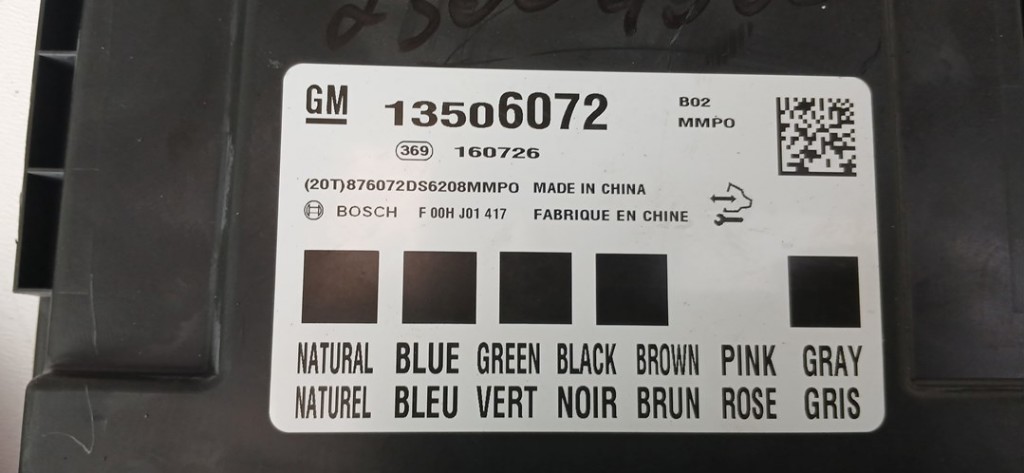 GM 13506072 B02
MMPO
369 160726
(20T)876072DS6208MMPO MADE IN CHINA
BOSCH F 00H J01 417 FABRIQUE EN CHINE
NATURAL BLUE GREEN BLACK BROWN PINK GRAY
NATUREL BLEU VERT NOIR BRUN ROSE GRIS